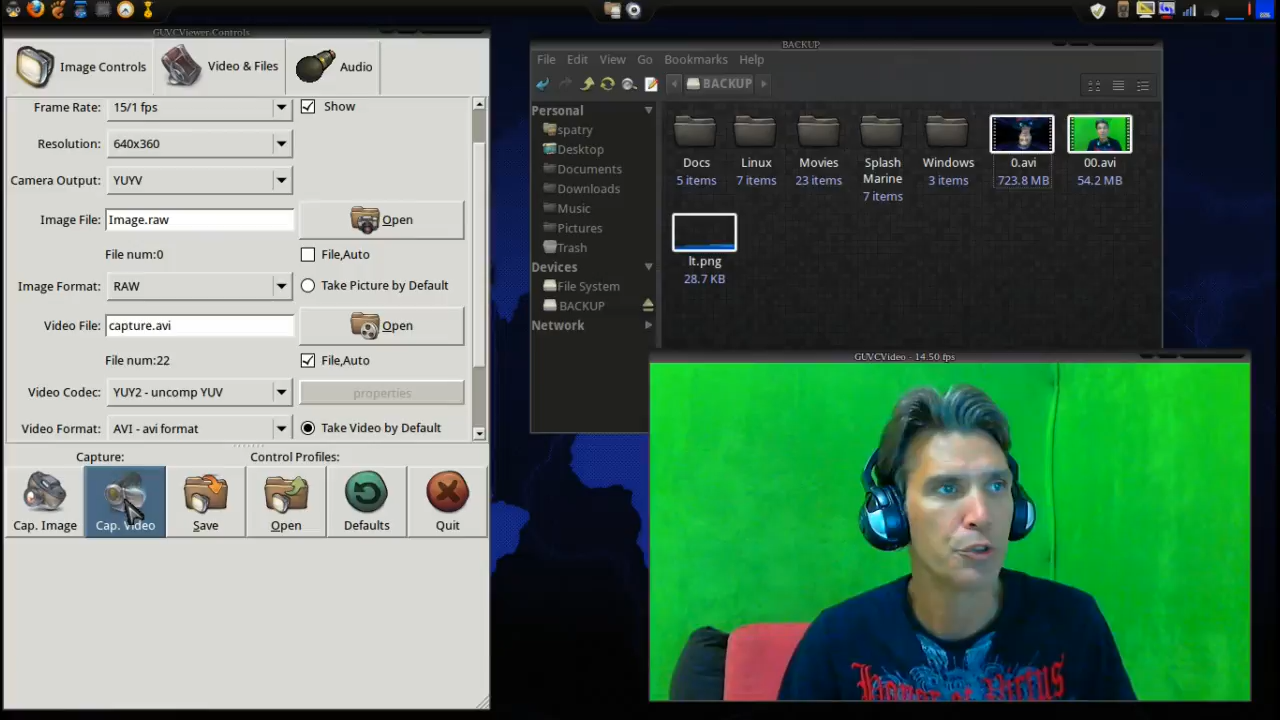 GUVCViewer Controls
Image Controls
Video & Files
Audio
Frame Rate: 15/1 fps Show
Resolution: 640x360
Camera Output: YUYV
Image File: Image.raw Open
File num:0 File,Auto
Image Format: RAW Take Picture by Default
Video File: capture.avi Open
File num:22 File,Auto
Video Codec: YUY2 - uncomp YUV properties
Video Format: AVI - avi format Take Video by Default
Capture: Control Profiles:
Cap. Image Cap. Video Save Open Defaults Quit
BACKUP
File Edit View Go Bookmarks Help
BACKUP
Personal
spatry
Desktop
Documents
Downloads
Music
Pictures
Trash
Devices
File System
BACKUP
Network
Docs
5 items
Linux
7 items
Movies
23 items
Splash
Marine
7 items
Windows
3 items
0.avi
723.8 MB
00.avi
54.2 MB
lt.png
28.7 KB
GUVCVideo - 14.50 fps